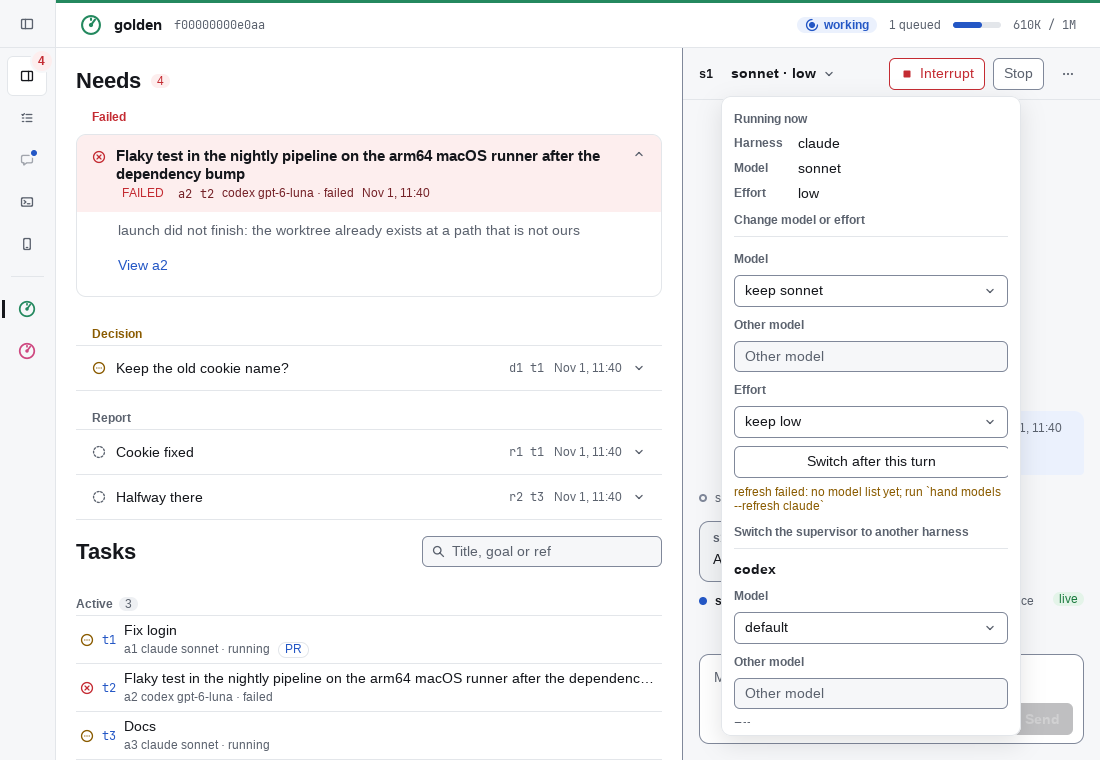 golden f00000000e0aa
working 1 queued 610K / 1M
4
Needs 4
Failed
Flaky test in the nightly pipeline on the arm64 macOS runner after the
dependency bump
FAILED a2 t2 codex gpt-6-luna · failed Nov 1, 11:40
launch did not finish: the worktree already exists at a path that is not ours
View a2
Decision
Keep the old cookie name? d1 t1 Nov 1, 11:40
Report
Cookie fixed r1 t1 Nov 1, 11:40
Halfway there r2 t3 Nov 1, 11:40
Tasks
Title, goal or ref
Active 3
t1 Fix login
a1 claude sonnet · running PR
t2 Flaky test in the nightly pipeline on the arm64 macOS runner after the dependenc…
a2 codex gpt-6-luna · failed
t3 Docs
a3 claude sonnet · running
s1 sonnet · low
Interrupt
Stop
Running now
Harness claude
Model sonnet
Effort low
Change model or effort
Model
keep sonnet
Other model
Other model
Effort
keep low
Switch after this turn
refresh failed: no model list yet; run `hand models
--refresh claude`
Switch the supervisor to another harness
codex
Model
default
Other model
Other model
1, 11:40
live
Send